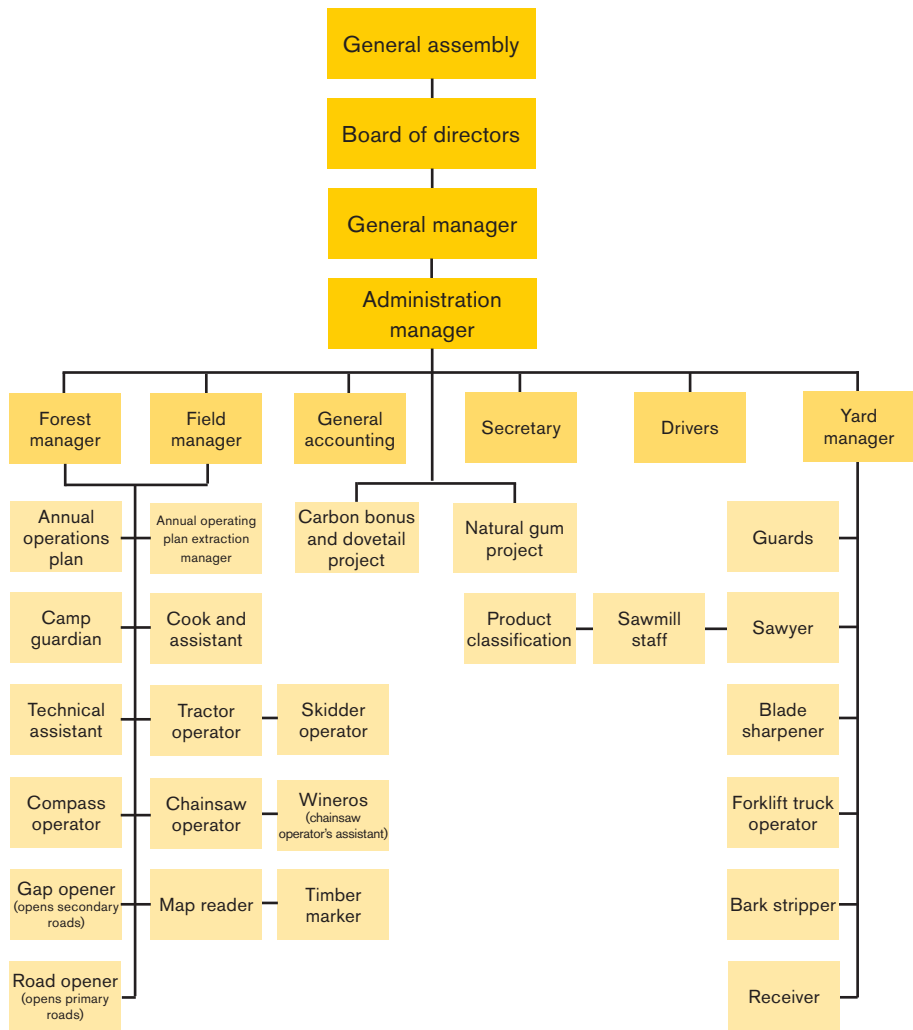 General assembly
Board of directors
General manager
Administration
manager
Forest
manager
Field
manager
General
accounting
Secretary
Drivers
Yard
manager
Annual
operations
plan
Annual operating
plan extraction
manager
Carbon bonus
and dovetail
project
Natural gum
project
Guards
Camp
guardian
Cook and
assistant
Product
classification
Sawmill
staff
Sawyer
Technical
assistant
Tractor
operator
Skidder
operator
Blade
sharpener
Compass
operator
Chainsaw
operator
Wineros
(chainsaw
operator's assistant)
Forklift truck
operator
Gap opener
(opens secondary
roads)
Map reader
Timber
marker
Bark stripper
Road opener
(opens primary
roads)
Receiver